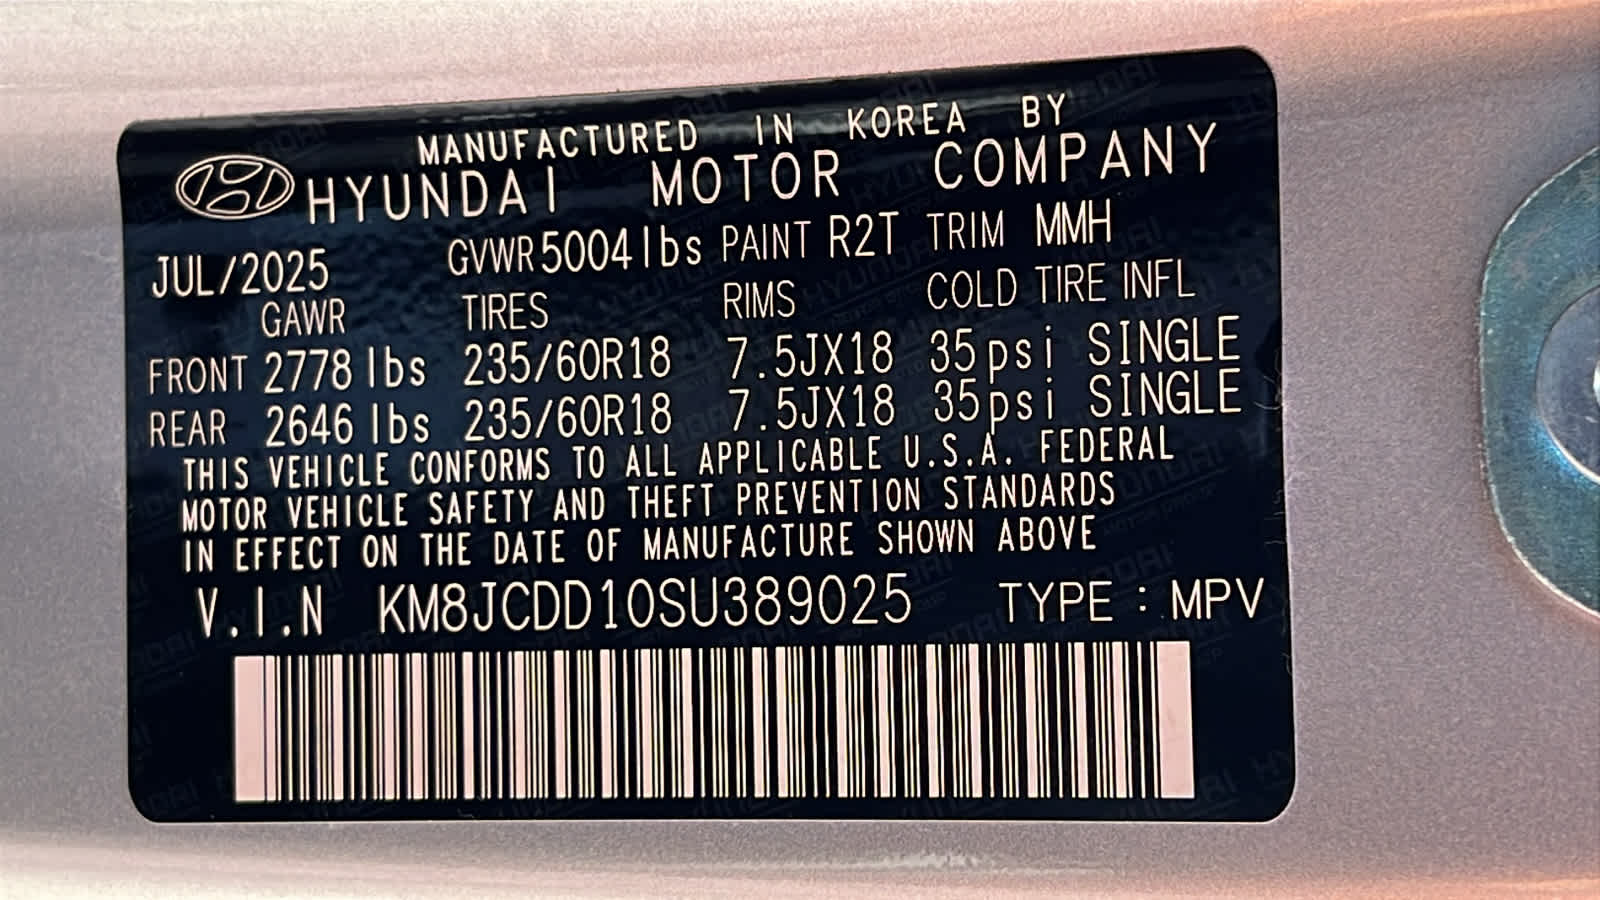 MANUFACTURED IN KOREA BY
HYUNDAI MOTOR COMPANY
JUL/2025 GVWR 5004lbs PAINT R2T TRIM MMH
GAWR TIRES RIMS COLD TIRE INFL
FRONT 2778 lbs 235/60R18 7.5JX18 35psi SINGLE
REAR 2646 lbs 235/60R18 7.5JX18 35psi SINGLE
THIS VEHICLE CONFORMS TO ALL APPLICABLE U.S.A. FEDERAL
MOTOR VEHICLE SAFETY AND THEFT PREVENTION STANDARDS
IN EFFECT ON THE DATE OF MANUFACTURE SHOWN ABOVE
V.I.N KM8JCDD10SU389025 TYPE : MPV